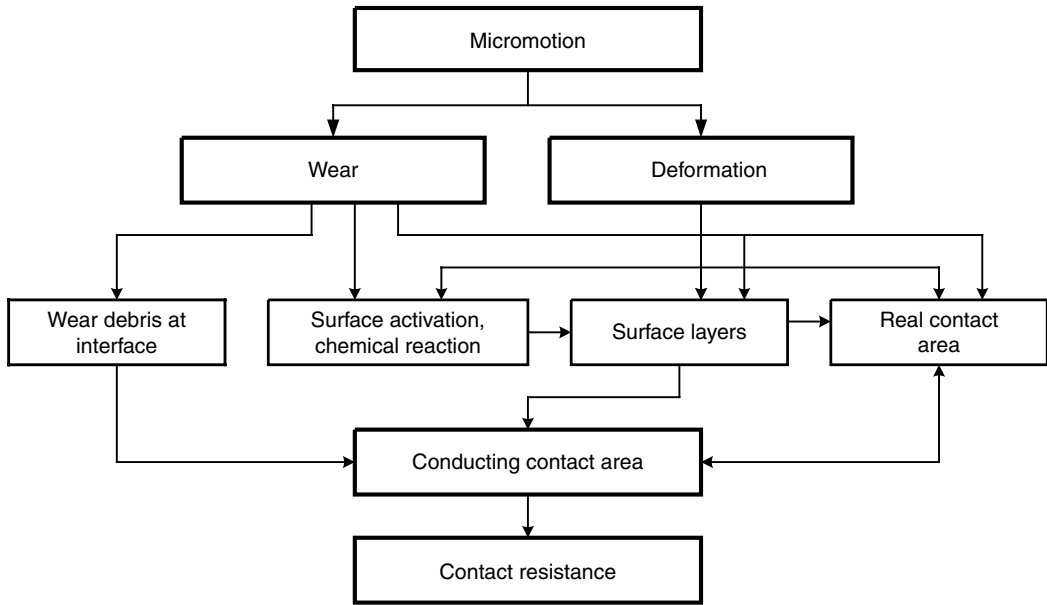 Micromotion
Wear
Deformation
Wear debris at
interface
Surface activation,
chemical reaction
Surface layers
Real contact
area
Conducting contact area
Contact resistance